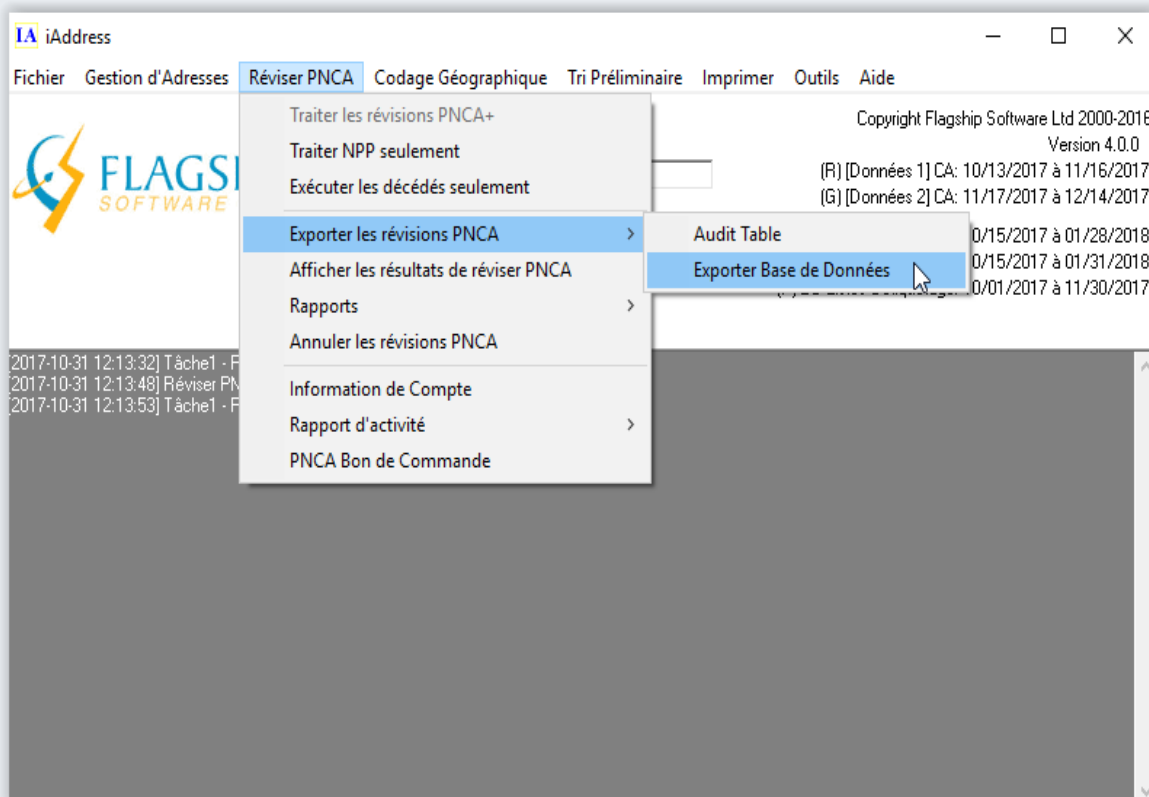 IA iAddress
Fichier Gestion d'Adresses Réviser PNCA Codage Géographique Tri Préliminaire Imprimer Outils Aide
Traiter les révisions PNCA+
Traiter NPP seulement
Exécuter les décédés seulement
Exporter les révisions PNCA
Afficher les résultats de réviser PNCA
Rapports
Annuler les révisions PNCA
Information de Compte
Rapport d'activité
PNCA Bon de Commande
Audit Table
Exporter Base de Données
FLAGS
SOFTWARE
Copyright Flagship Software Ltd 2000-2016
Version 4.0.0
(R) [Données 1] CA: 10/13/2017 à 11/16/2017
(G) [Données 2] CA: 11/17/2017 à 12/14/2017
0/15/2017 à 01/28/2018
0/15/2017 à 01/31/2018
0/01/2017 à 11/30/2017
[2017-10-31 12:13:32] Tâche1 - F
[2017-10-31 12:13:48] Réviser PN
[2017-10-31 12:13:53] Tâche1 - F